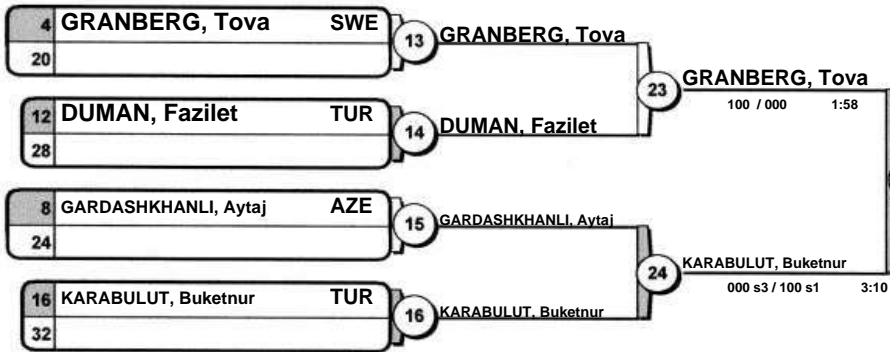 4 GRANBERG, Tova SWE
20
13 GRANBERG, Tova
12 DUMAN, Fazilet TUR
28
14 DUMAN, Fazilet
23 GRANBERG, Tova
100 / 000 1:58
8 GARDASHKHANLI, Aytaj AZE
24
15 GARDASHKHANLI, Aytaj
16 KARABULUT, Buketnur TUR
32
16 KARABULUT, Buketnur
24 KARABULUT, Buketnur
000 s3 / 100 s1 3:10